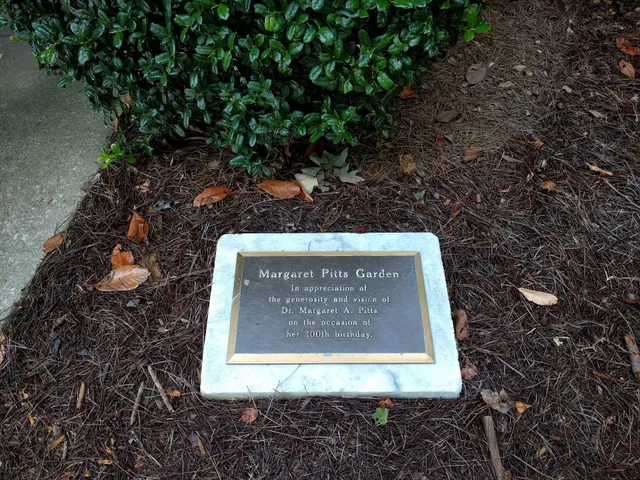 Margaret Pitts Garden
In appreciation of
the generosity and vision of
Dr. Margaret A. Pitts
on the occasion of
her 100th birthday.